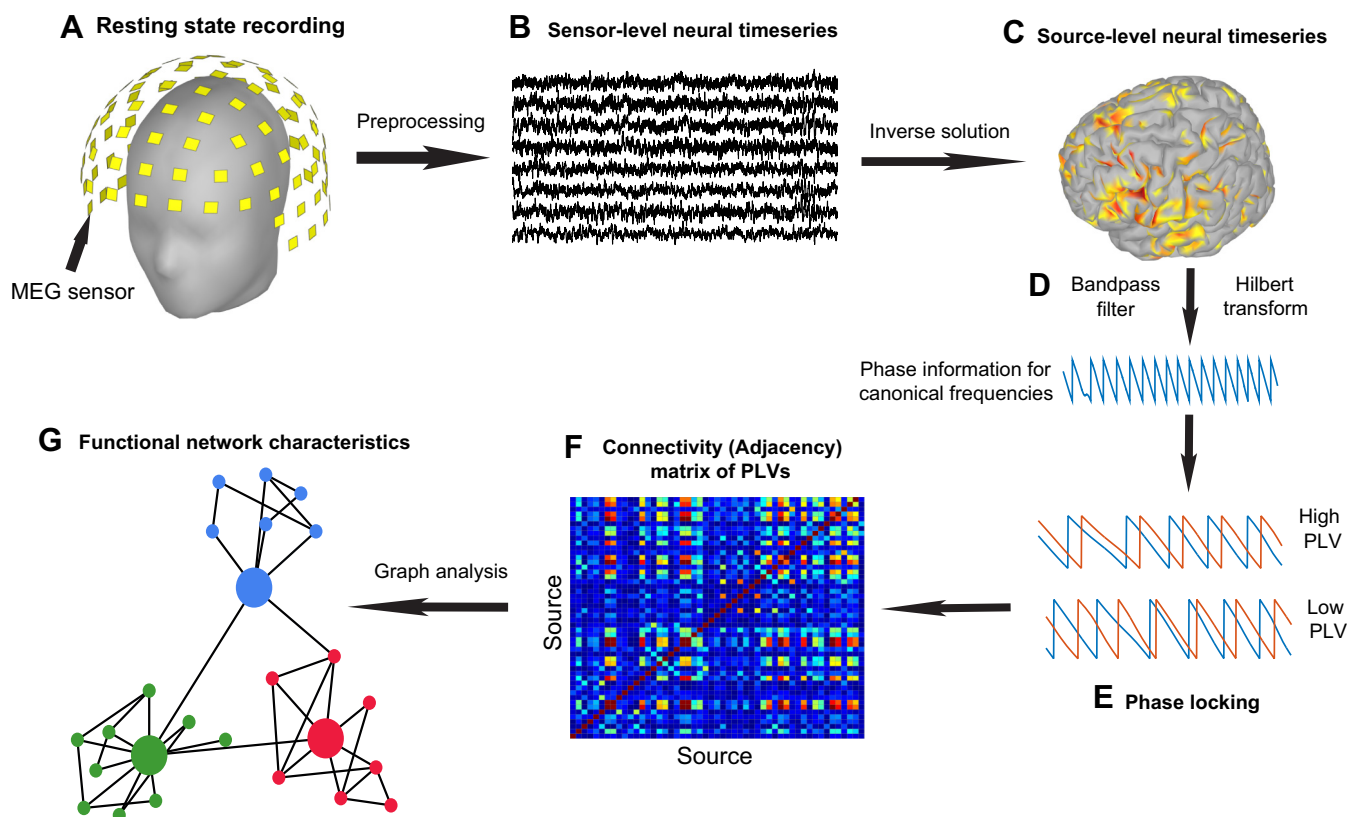 A Resting state recording
MEG sensor
Preprocessing
B Sensor-level neural timeseries
Inverse solution
C Source-level neural timeseries
D Bandpass
filter
Hilbert
transform
Phase information for
canonical frequencies
High
PLV
Low
PLV
E Phase locking
F Connectivity (Adjacency)
matrix of PLVs
Source
Source
Graph analysis
G Functional network characteristics